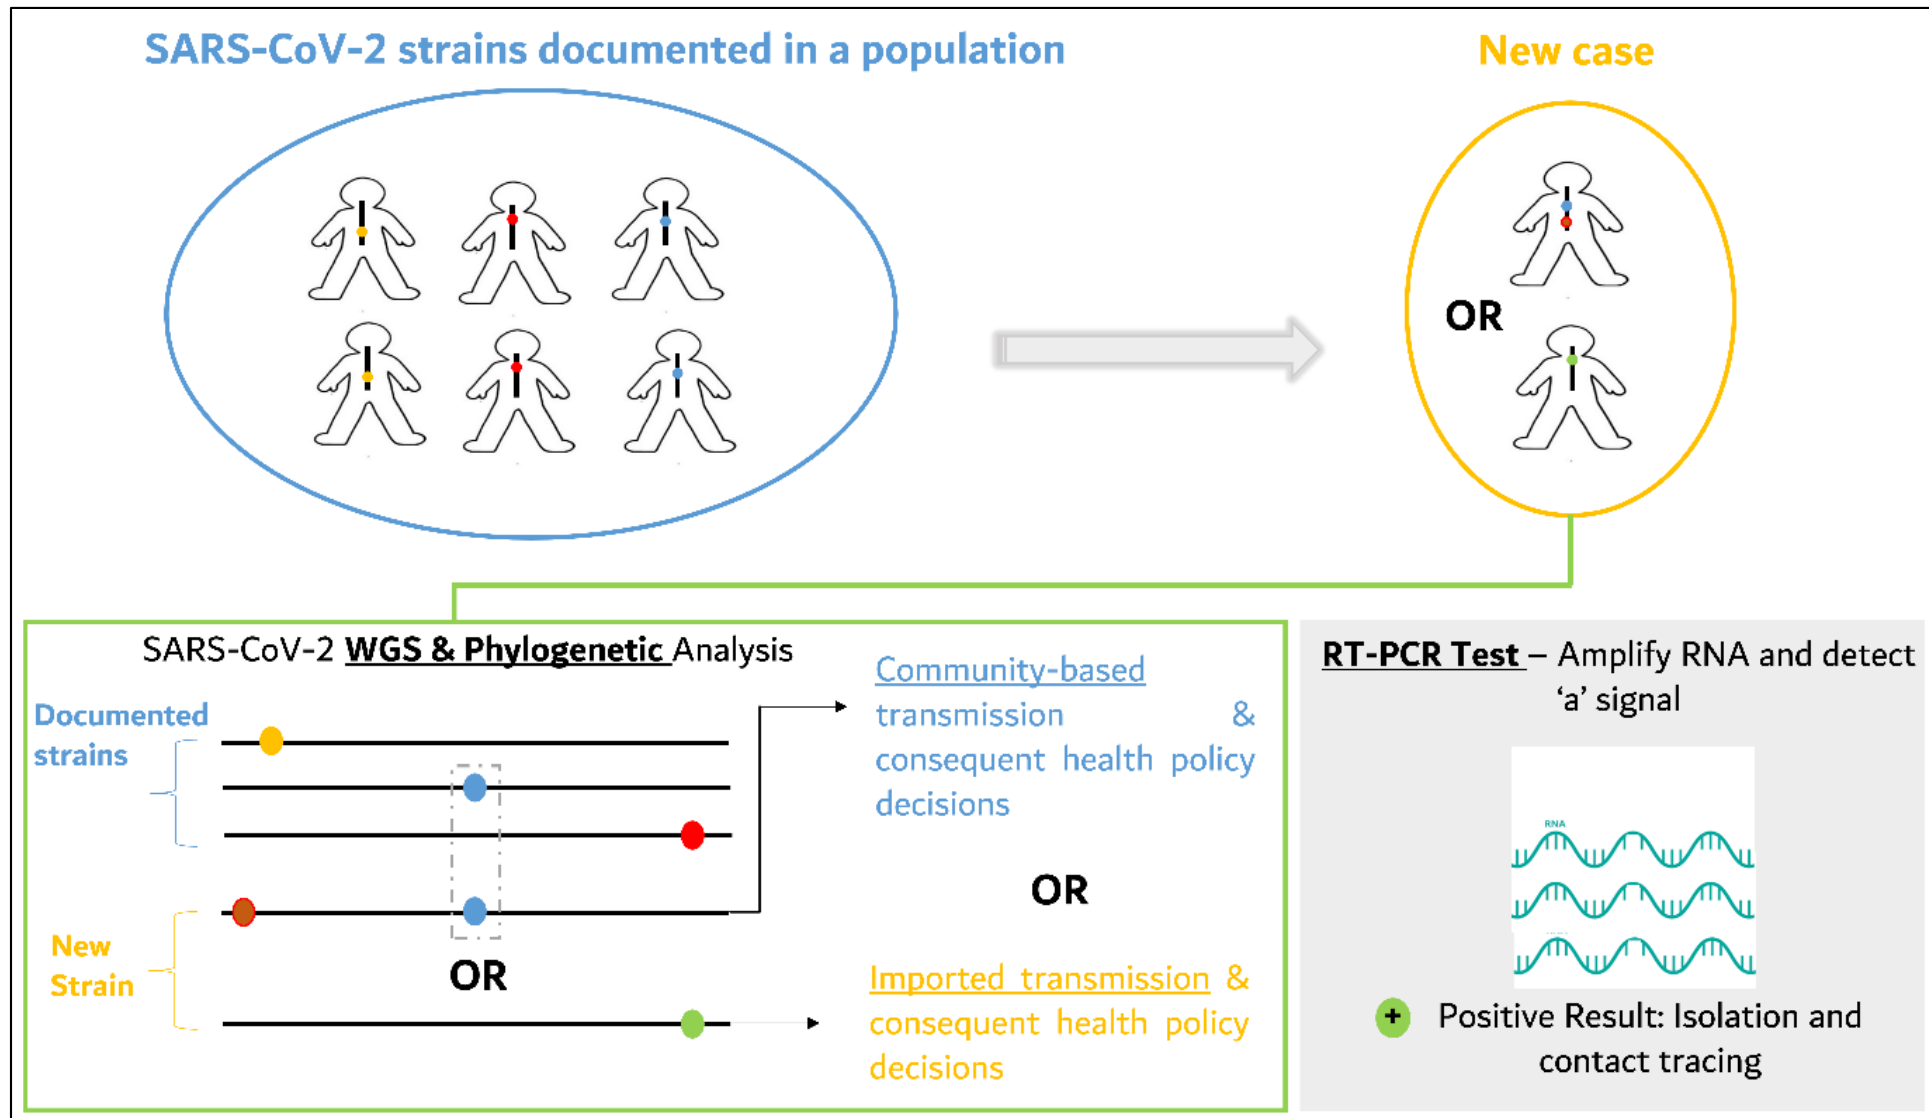 SARS-CoV-2 strains documented in a population
New case
OR
SARS-CoV-2 WGS & Phylogenetic Analysis
Documented
strains
New
Strain
OR
Community-based
transmission &
consequent health policy
decisions
OR
Imported transmission &
consequent health policy
decisions
RT-PCR Test – Amplify RNA and detect
‘a’ signal
RNA
+ Positive Result: Isolation and
contact tracing